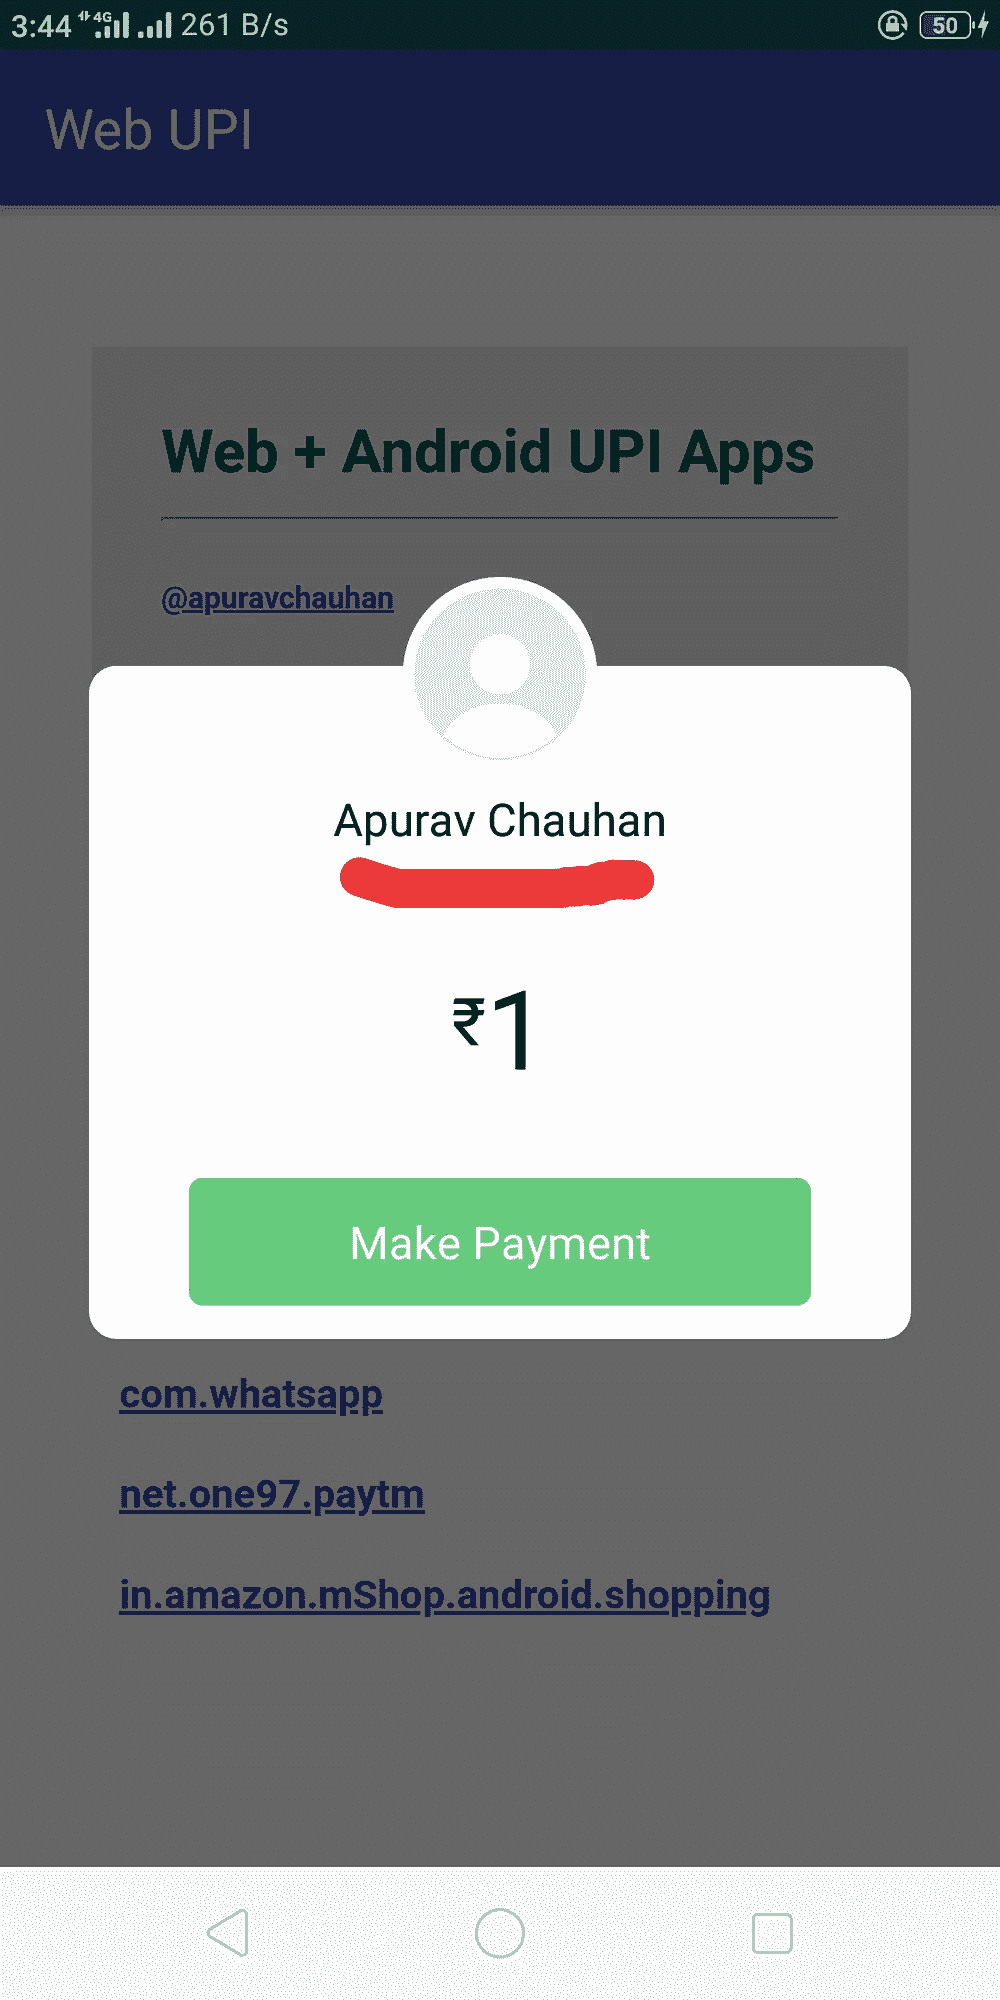 3:44 4G 261 B/s 50
Web UPI
Web + Android UPI Apps
@apuravchauhan
Apurav Chauhan
₹1
Make Payment
com.whatsapp
net.one97.paytm
in.amazon.mShop.android.shopping